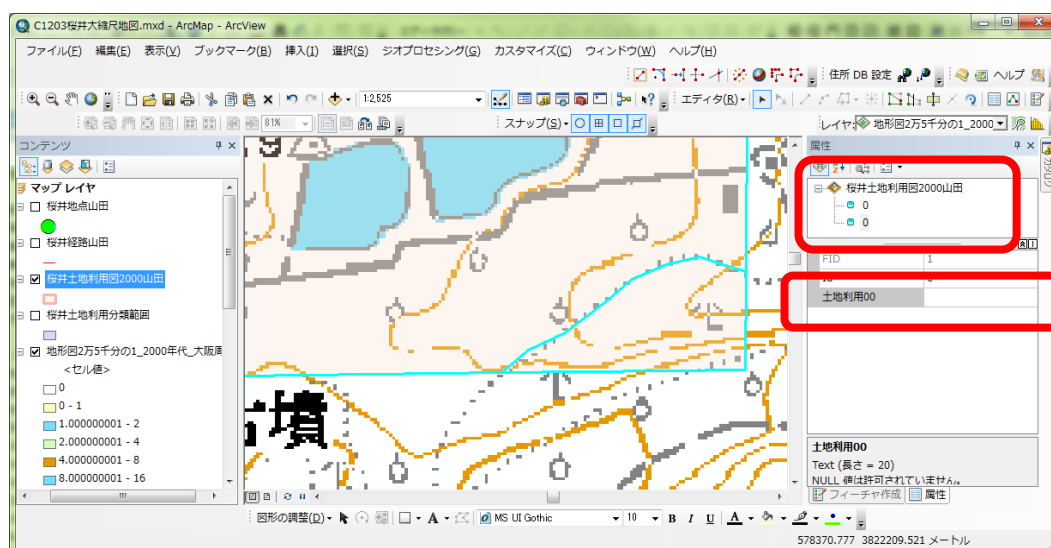 C1203桜井大縮尺地図.mxd - ArcMap - ArcView
ファイル(F) 編集(E) 表示(V) ブックマーク(B) 挿入(I) 選択(S) ジオプロセシング(G) カスタマイズ(C) ウィンドウ(W) ヘルプ(H)
住所 DB 設定 ヘルプ
1:2,525 エディタ(R)
81% スナップ(S) レイヤ: 地形図2万5千分の1_2000
コンテンツ
マップ レイヤ
桜井地点山田
桜井経路山田
桜井土地利用図2000山田
桜井土地利用分類範囲
地形図2万5千分の1_2000年代_大阪周
<セル値>
0
0 - 1
1.000000001 - 2
2.000000001 - 4
4.000000001 - 8
8.000000001 - 16
9
墳
属性
カタログ
桜井土地利用図2000山田
0
0
FID 1
土地利用00
土地利用00
Text (長さ = 20)
NULL 値は許可されていません。
フィーチャ作成 属性
図形の調整(D) A MS UI Gothic 10 B I U A
578370.777 3822209.521 メートル